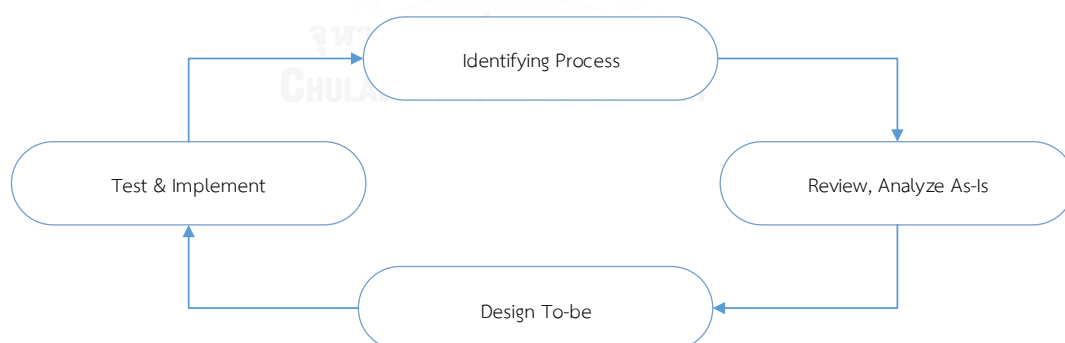 Identifying Process
Test & Implement
Review, Analyze As-Is
Design To-be